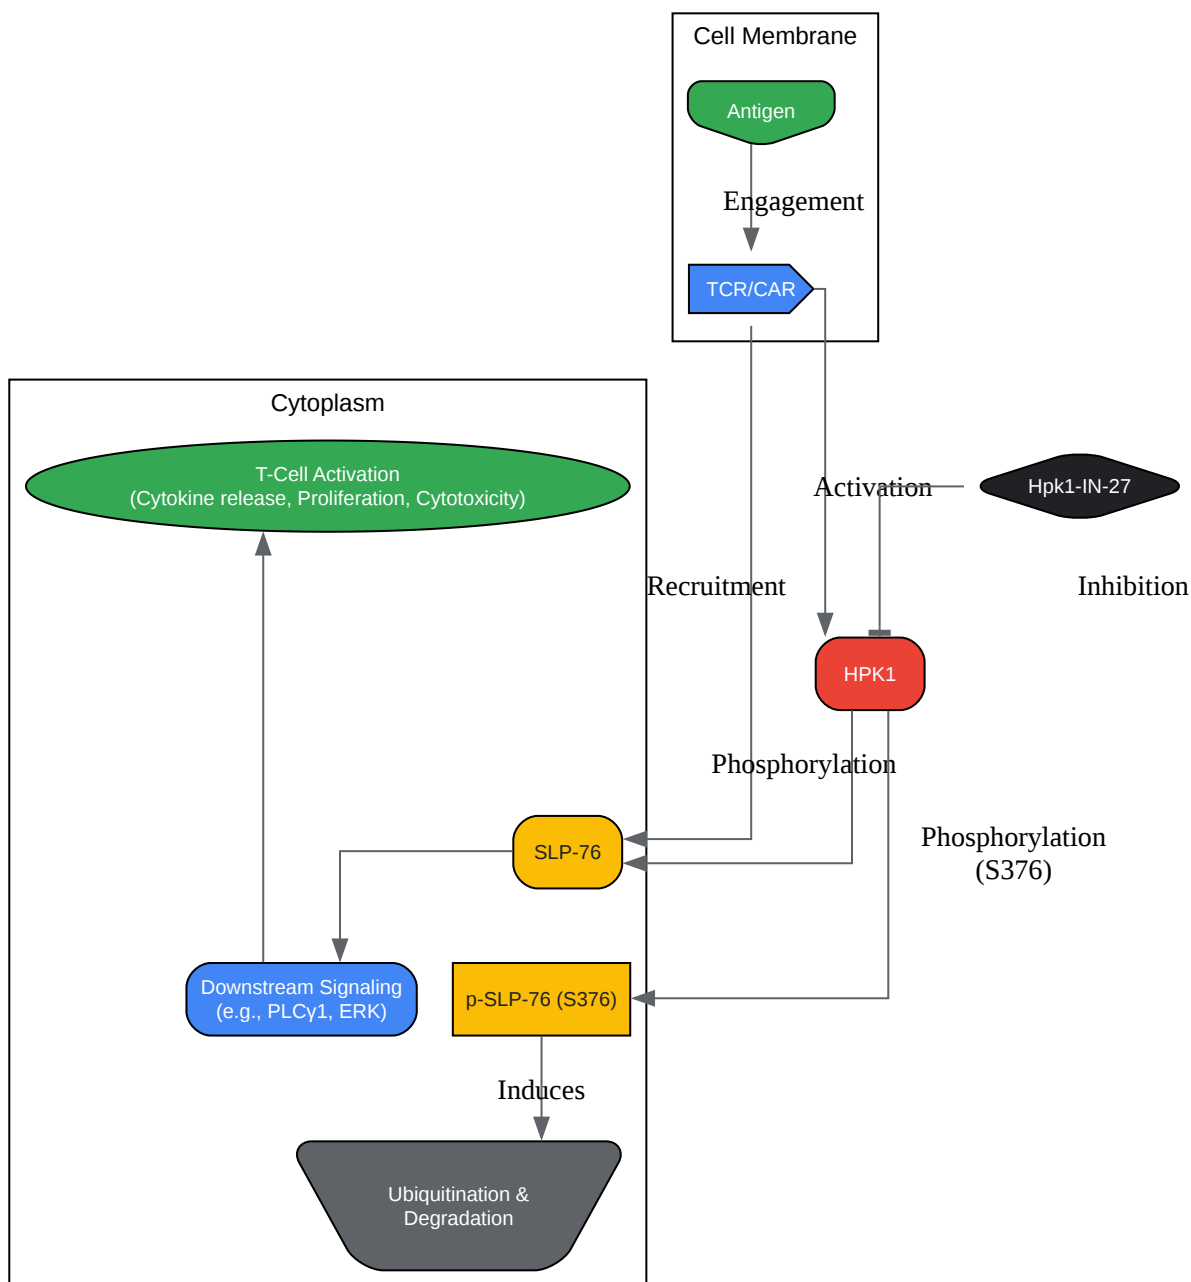 Cell Membrane
Antigen
Engagement
TCR/CAR
Cytoplasm
T-Cell Activation
(Cytokine release, Proliferation, Cytotoxicity)
Activation
Hpk1-IN-27
Recruitment
Inhibition
HPK1
Phosphorylation
SLP-76
Phosphorylation
(S376)
Downstream Signaling
(e.g., PLCγ1, ERK)
p-SLP-76 (S376)
Induces
Ubiquitination &
Degradation